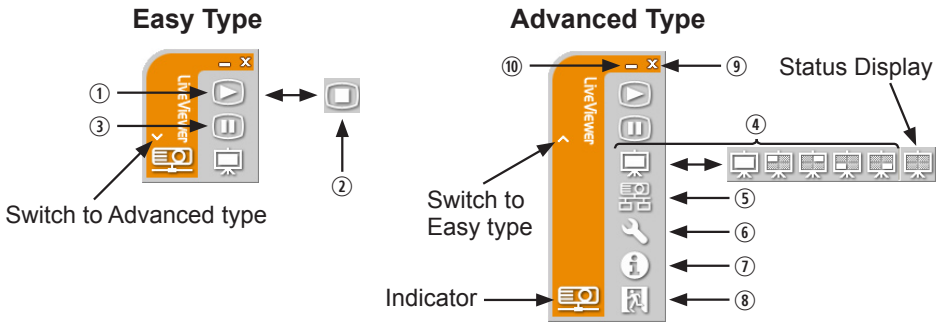 Easy Type
LiveViewer
①
③
②
Switch to Advanced type
Advanced Type
⑩
⑨
Status Display
LiveViewer
④
Switch to
Easy type
⑤
⑥
⑦
Indicator
⑧